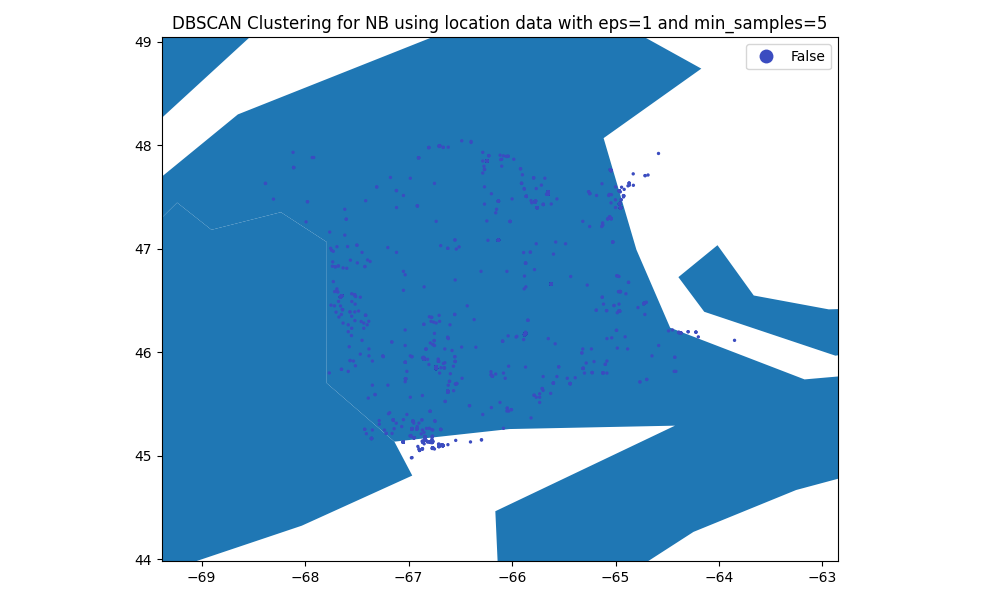 DBSCAN Clustering for NB using location data with eps=1 and min_samples=5
False
49
48
47
46
45
44
−69 −68 −67 −66 −65 −64 −63